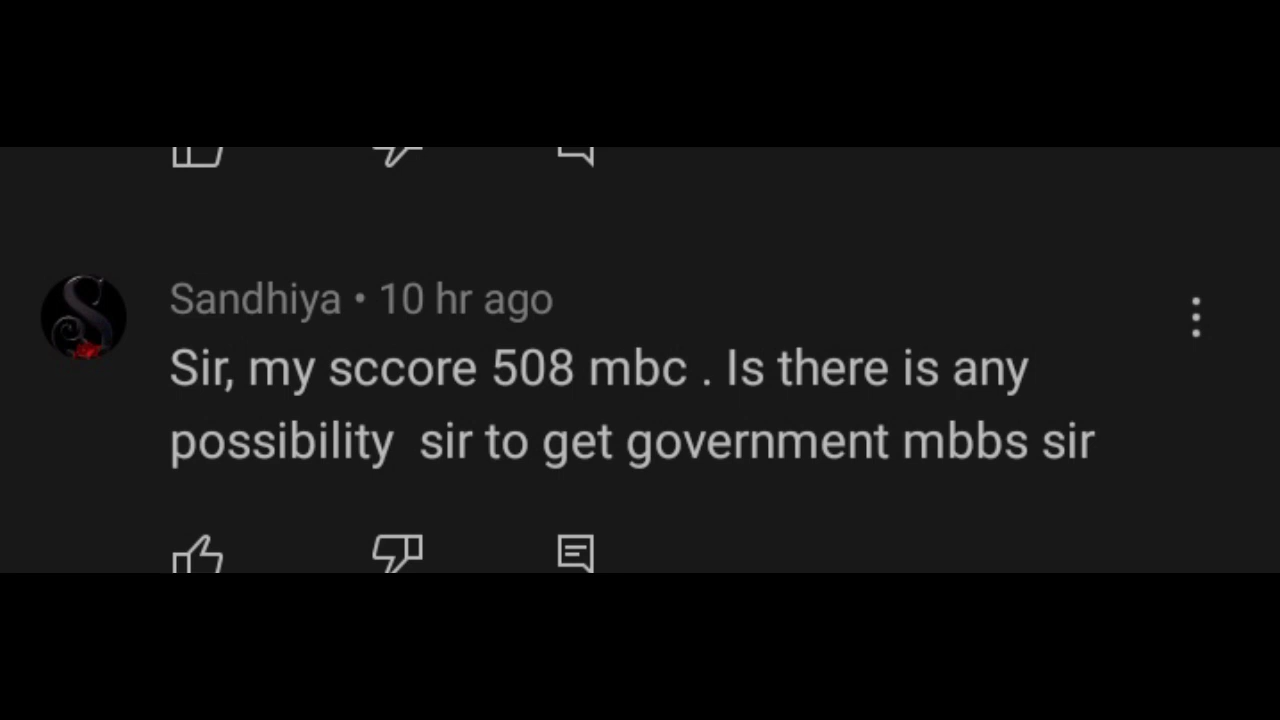 Sandhiya • 10 hr ago
Sir, my sccore 508 mbc . Is there is any
possibility  sir to get government mbbs sir